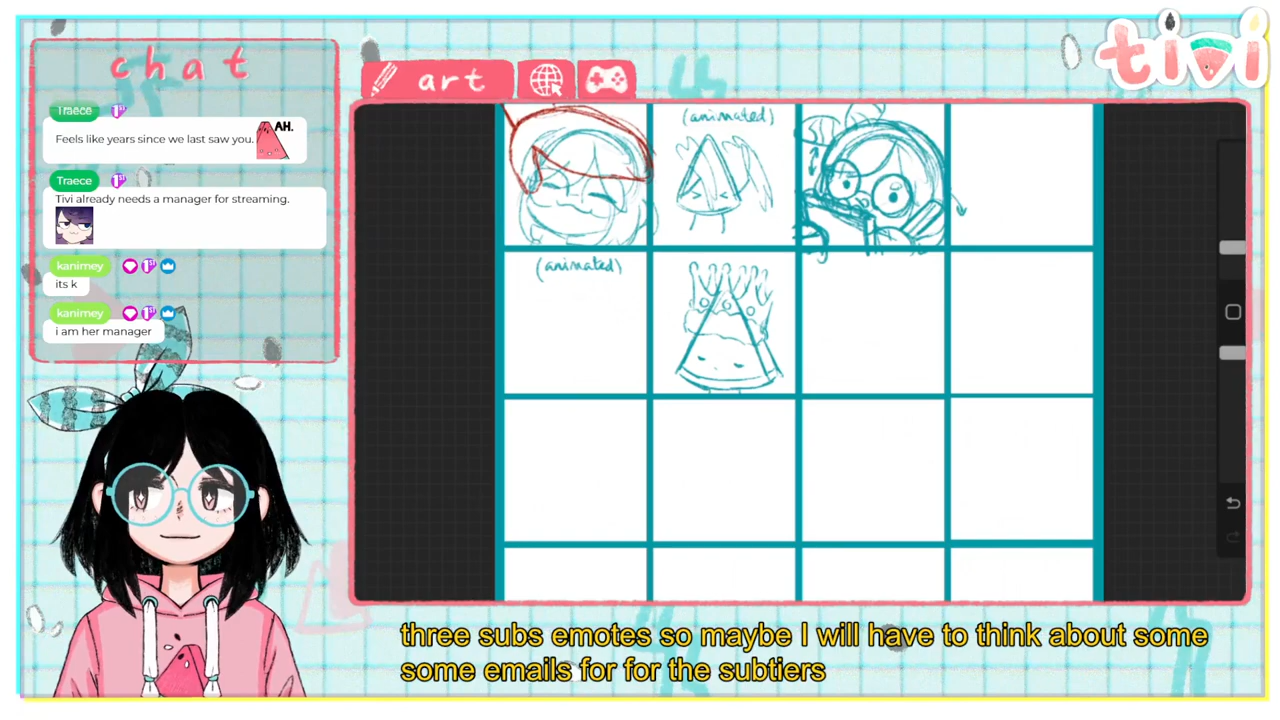 tivi
chat
art
Traece
Feels like years since we last saw you.
AH.
Traece
Tivi already needs a manager for streaming.
kanimey
its k
kanimey
i am her manager
(animated)
(animated)
three subs emotes so maybe I will have to think about some
some emails for for the subtiers